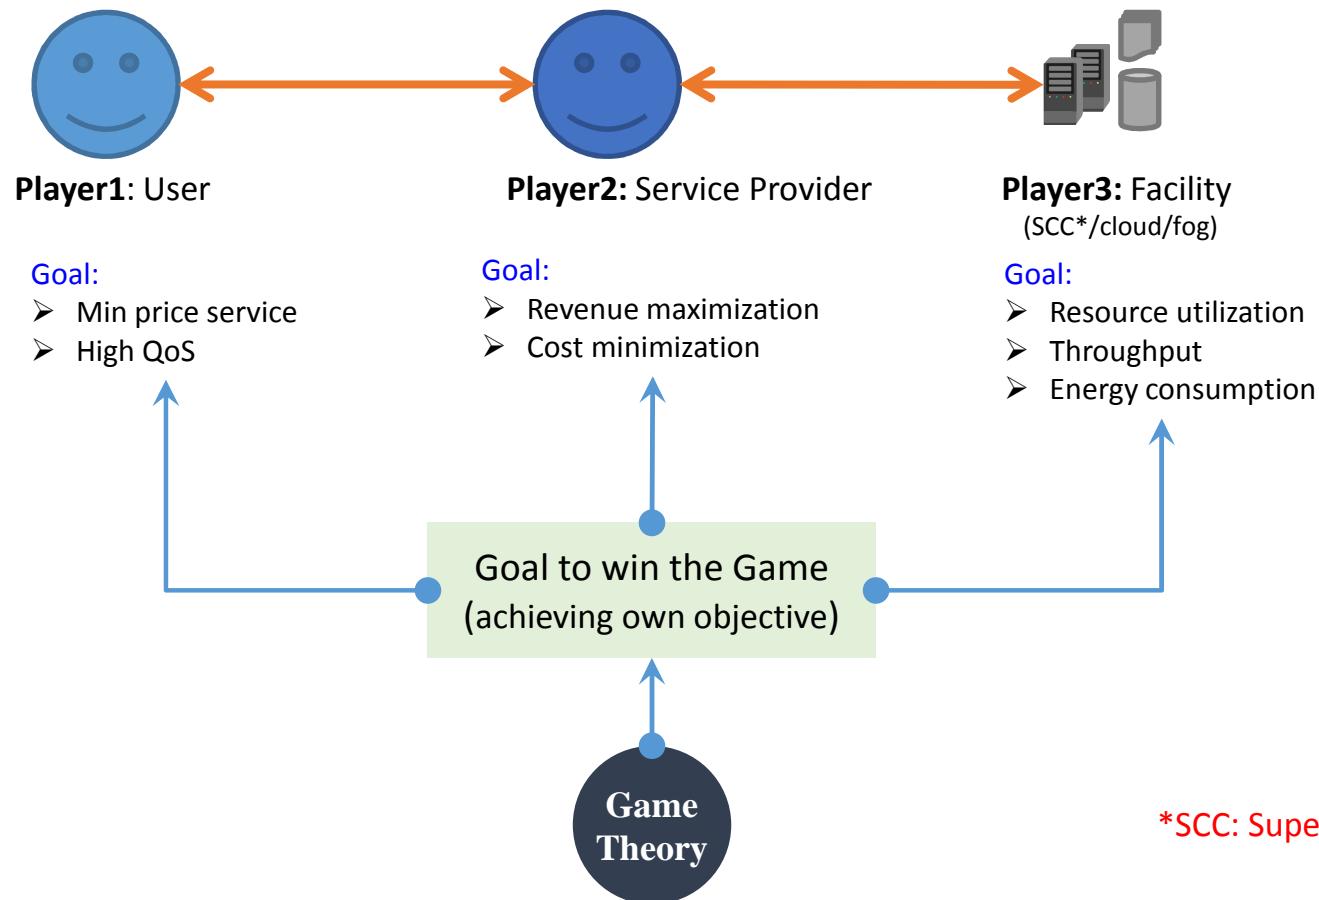 Player1: User
Player2: Service Provider
Player3: Facility
(SCC*/cloud/fog)
Goal:
➢ Min price service
➢ High QoS
Goal:
➢ Revenue maximization
➢ Cost minimization
Goal:
➢ Resource utilization
➢ Throughput
➢ Energy consumption
Goal to win the Game
(achieving own objective)
Game
Theory
*SCC: Supe